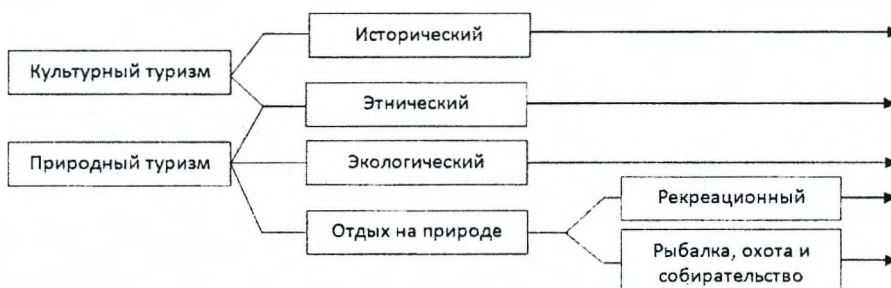 Исторический
Культурный туризм
Этнический
Природный туризм
Экологический
Отдых на природе
Рекреационный
Рыбалка, охота и
собирательство